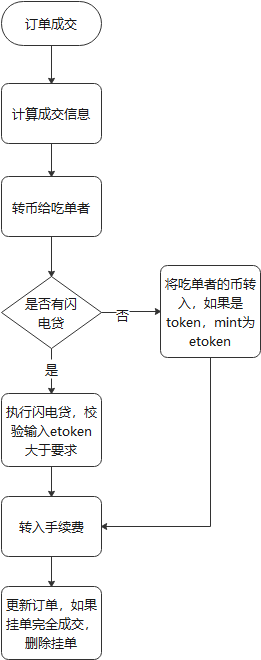 订单成交
计算成交信息
转币给吃单者
是否有闪
电贷
否
将吃单者的币转
入，如果是
token，mint为
etoken
是
执行闪电贷，校
验输入etoken
大于要求
转入手续费
更新订单，如果
挂单完全成交，
删除挂单